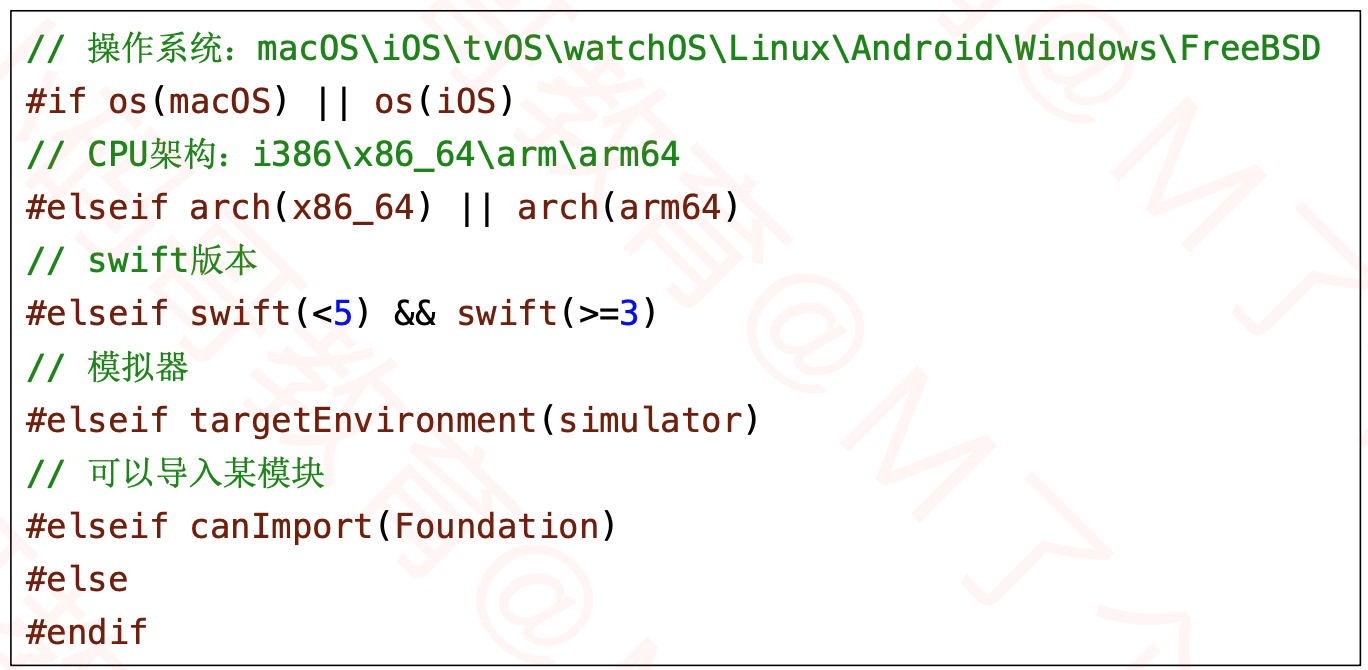 // 操作系统：macOS\iOS\tvOS\watchOS\Linux\Android\Windows\FreeBSD
#if os(macOS) || os(iOS)
// CPU架构：i386\x86_64\arm\arm64
#elseif arch(x86_64) || arch(arm64)
// swift版本
#elseif swift(<5) && swift(>=3)
// 模拟器
#elseif targetEnvironment(simulator)
// 可以导入某模块
#elseif canImport(Foundation)
#else
#endif